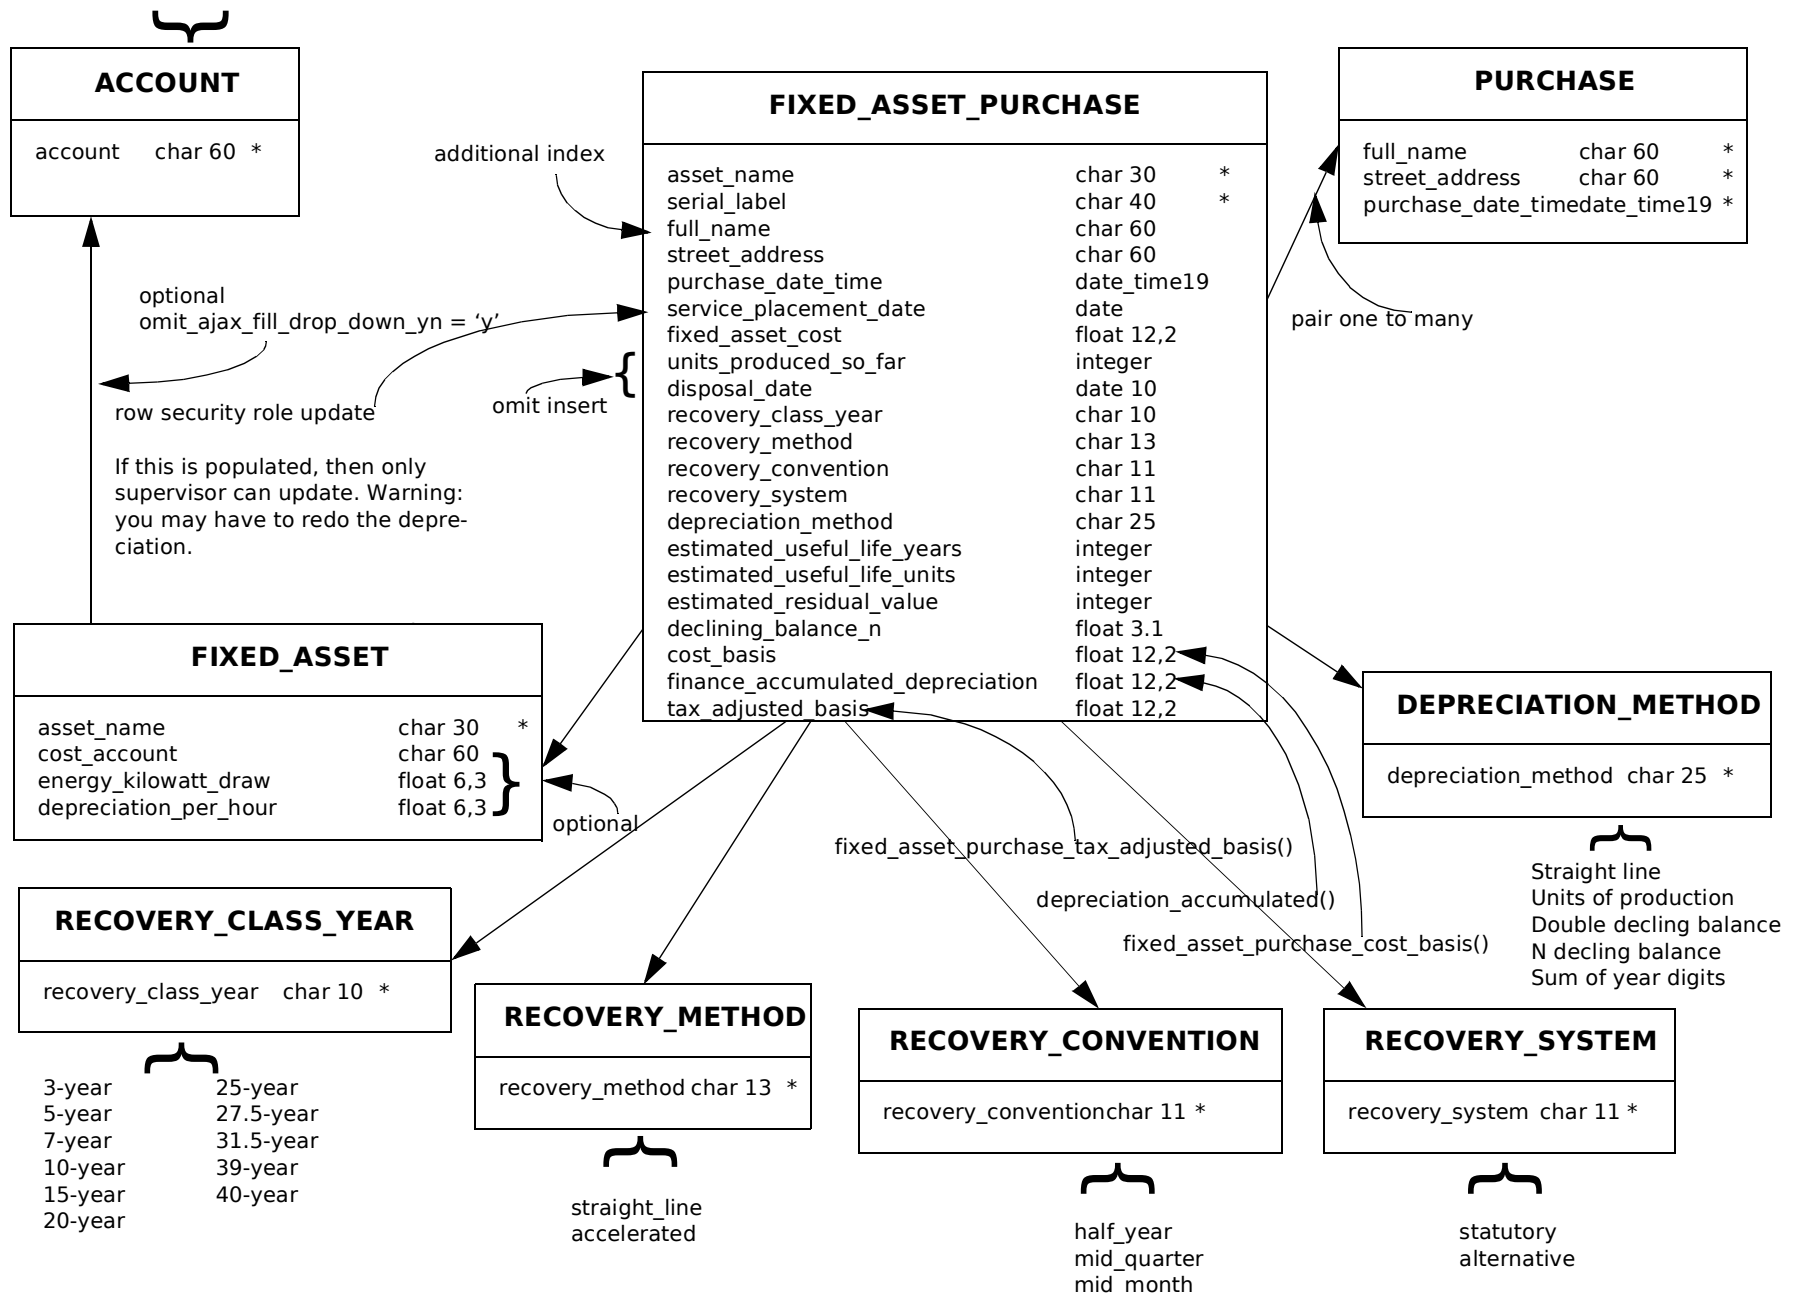 ACCOUNT
account char 60 *
additional index
FIXED_ASSET_PURCHASE
asset_name char 30 *
serial_label char 40 *
full_name char 60
street_address char 60
purchase_date_time date_time19
service_placement_date date
fixed_asset_cost float 12,2
units_produced_so_far integer
disposal_date date 10
recovery_class_year char 10
recovery_method char 13
recovery_convention char 11
recovery_system char 11
depreciation_method char 25
estimated_useful_life_years integer
estimated_useful_life_units integer
estimated_residual_value integer
declining_balance_n float 3.1
cost_basis float 12,2
finance_accumulated_depreciation float 12,2
tax_adjusted_basis float 12,2
PURCHASE
full_name char 60 *
street_address char 60 *
purchase_date_timedate_time19 *
pair one to many
optional
omit_ajax_fill_drop_down_yn = ‘y’
row security role update
omit insert
If this is populated, then only
supervisor can update. Warning:
you may have to redo the depre-
ciation.
FIXED_ASSET
asset_name char 30 *
cost_account char 60
energy_kilowatt_draw float 6,3
depreciation_per_hour float 6,3
optional
DEPRECIATION_METHOD
depreciation_method char 25 *
Straight line
Units of production
Double decling balance
N decling balance
Sum of year digits
fixed_asset_purchase_tax_adjusted_basis()
depreciation_accumulated()
fixed_asset_purchase_cost_basis()
RECOVERY_CLASS_YEAR
recovery_class_year char 10 *
3-year 25-year
5-year 27.5-year
7-year 31.5-year
10-year 39-year
15-year 40-year
20-year
RECOVERY_METHOD
recovery_method char 13 *
straight_line
accelerated
RECOVERY_CONVENTION
recovery_conventionchar 11 *
half_year
mid_quarter
mid_month
RECOVERY_SYSTEM
recovery_system char 11 *
statutory
alternative